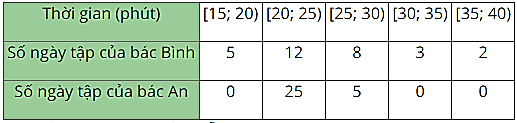 Thời gian (phút) [15; 20) [20; 25) [25; 30) [30; 35) [35; 40)
Số ngày tập của bác Bình 5 12 8 3 2
Số ngày tập của bác An 0 25 5 0 0